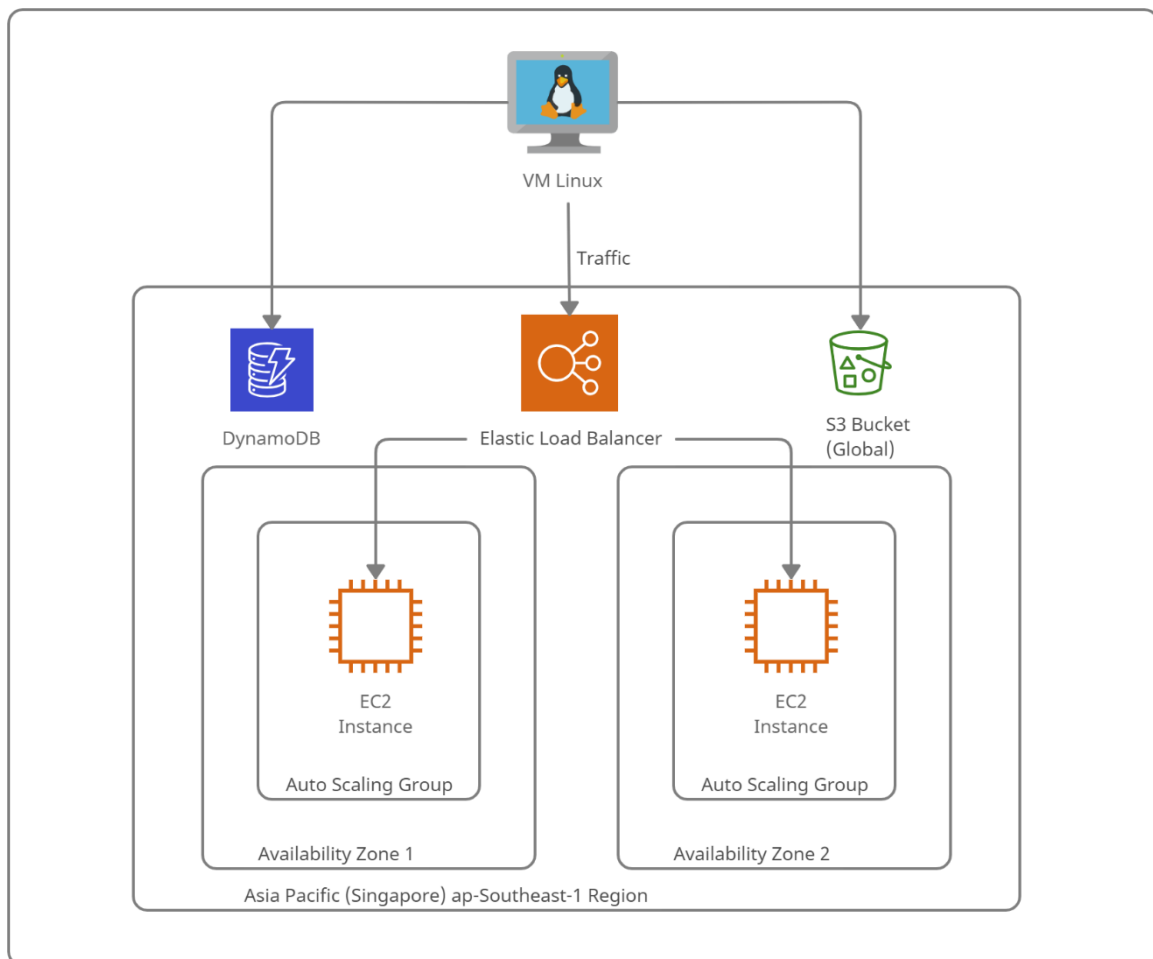 VM Linux
Traffic
DynamoDB
Elastic Load Balancer
S3 Bucket
(Global)
EC2
Instance
Auto Scaling Group
Availability Zone 1
EC2
Instance
Auto Scaling Group
Availability Zone 2
Asia Pacific (Singapore) ap-Southeast-1 Region